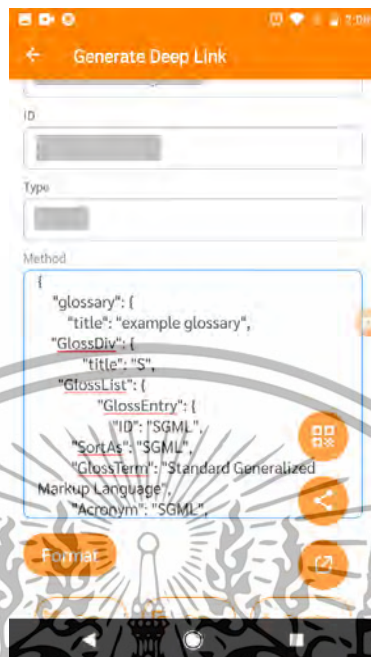 Generate Deep Link
ID
Type
Method
{
"glossary": {
"title": "example glossary",
"GlossDiv": {
"title": "S",
"GlossList": {
"GlossEntry": {
"ID": "SGML",
"SortAs": "SGML",
"GlossTerm": "Standard Generalized
Markup Language",
"Acronym": "SGML",
Format